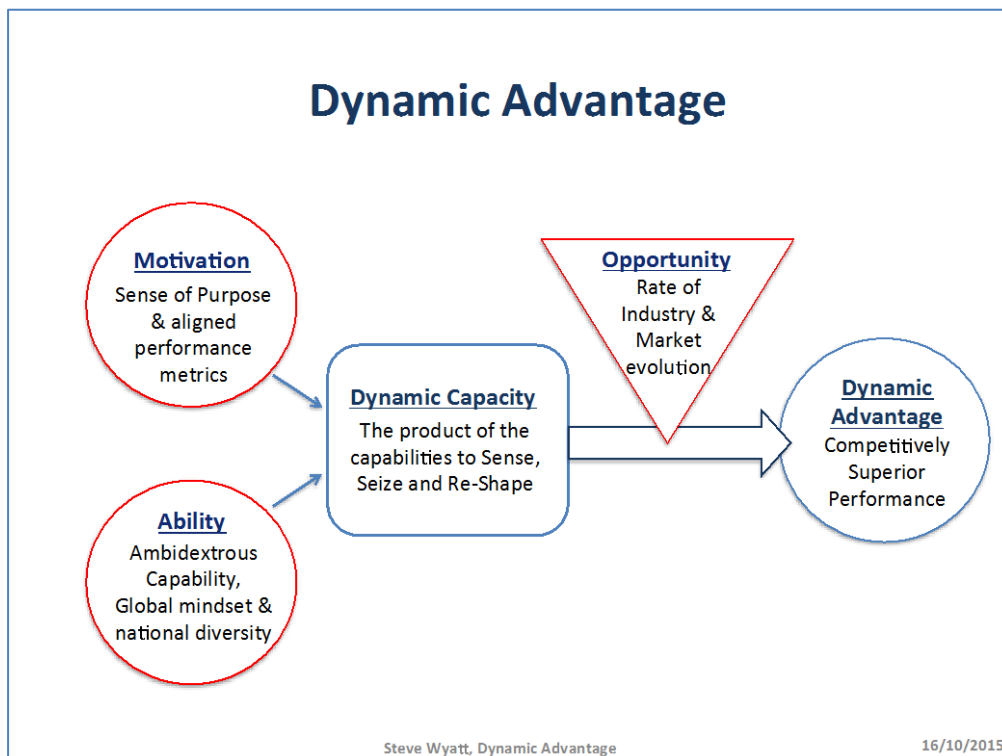 Dynamic Advantage
Motivation
Sense of Purpose
& aligned
performance
metrics
Ability
Ambidextrous
Capability,
Global mindset &
national diversity
Dynamic Capacity
The product of the
capabilities to Sense,
Seize and Re-Shape
Opportunity
Rate of
Industry &
Market
evolution
Dynamic
Advantage
Competitively
Superior
Performance
Steve Wyatt, Dynamic Advantage
16/10/2015